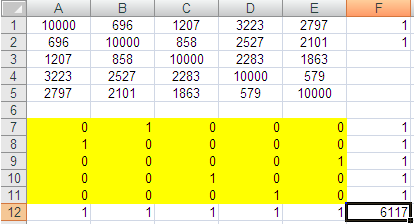 A B C D E F
1 10000 696 1207 3223 2797 1
2 696 10000 858 2527 2101 1
3 1207 858 10000 2283 1863
4 3223 2527 2283 10000 579
5 2797 2101 1863 579 10000
6
7 0 1 0 0 0 1
8 1 0 0 0 0 1
9 0 0 0 0 1 1
10 0 0 1 0 0 1
11 0 0 0 1 0 1
12 1 1 1 1 1 6117